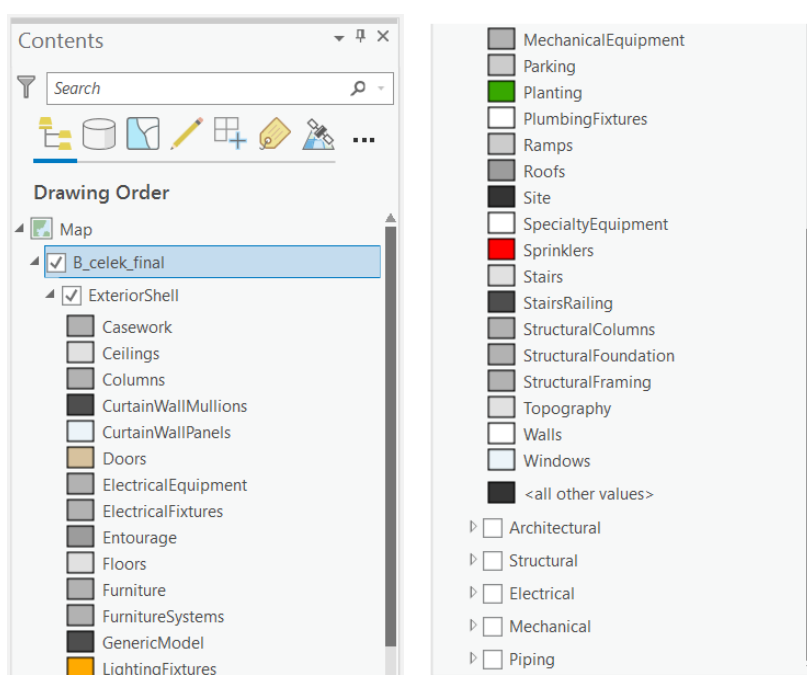 Contents
Search
Drawing Order
Map
B_celek_final
ExteriorShell
Casework
Ceilings
Columns
CurtainWallMullions
CurtainWallPanels
Doors
ElectricalEquipment
ElectricalFixtures
Entourage
Floors
Furniture
FurnitureSystems
GenericModel
LightingFixtures
MechanicalEquipment
Parking
Planting
PlumbingFixtures
Ramps
Roofs
Site
SpecialtyEquipment
Sprinklers
Stairs
StairsRailing
StructuralColumns
StructuralFoundation
StructuralFraming
Topography
Walls
Windows
<all other values>
Architectural
Structural
Electrical
Mechanical
Piping